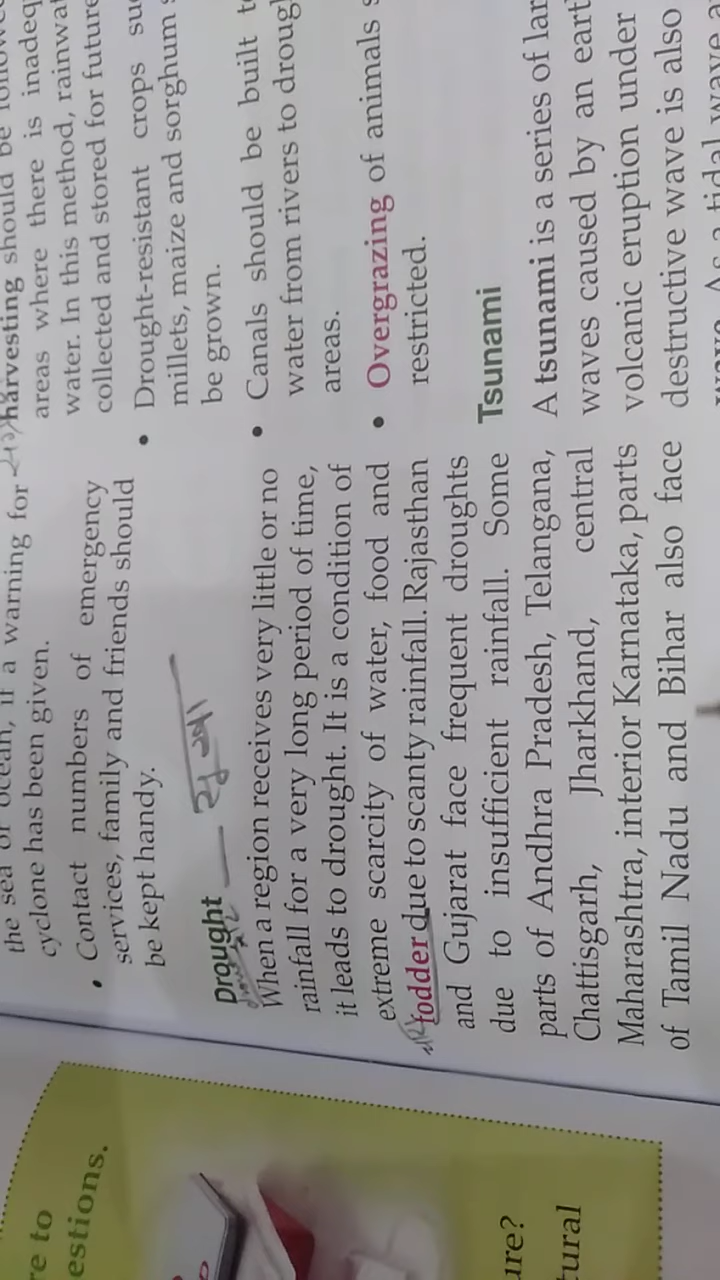 the sea or ocean, if a warning for
cyclone has been given.
• Contact numbers of emergency
services, family and friends should
be kept handy.
Drought — सूखा
When a region receives very little or no
rainfall for a very long period of time,
it leads to drought. It is a condition of
extreme scarcity of water, food and
fodder due to scanty rainfall. Rajasthan
and Gujarat face frequent droughts
due to insufficient rainfall. Some
parts of Andhra Pradesh, Telangana,
Chattisgarh, Jharkhand, central
Maharashtra, interior Karnataka, parts
of Tamil Nadu and Bihar also face
harvesting should be
areas where there is
water. In this method,
collected and stored for future
• Drought-resistant crops
millets, maize and sorghum
be grown.
• Canals should be built
water from rivers to
areas.
• Overgrazing of animals
restricted.
Tsunami
A tsunami is a series of
waves caused by an
volcanic eruption under
destructive wave is also
re to
estions.
ure?
tural